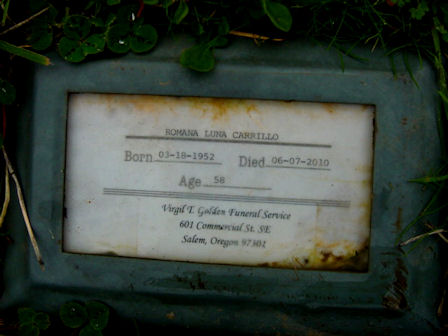 ROMANA LUNA CARRILLO
Born 03-18-1952 Died 06-07-2010
Age 58
Virgil T. Golden Funeral Service
601 Commercial St. SE
Salem, Oregon 97301